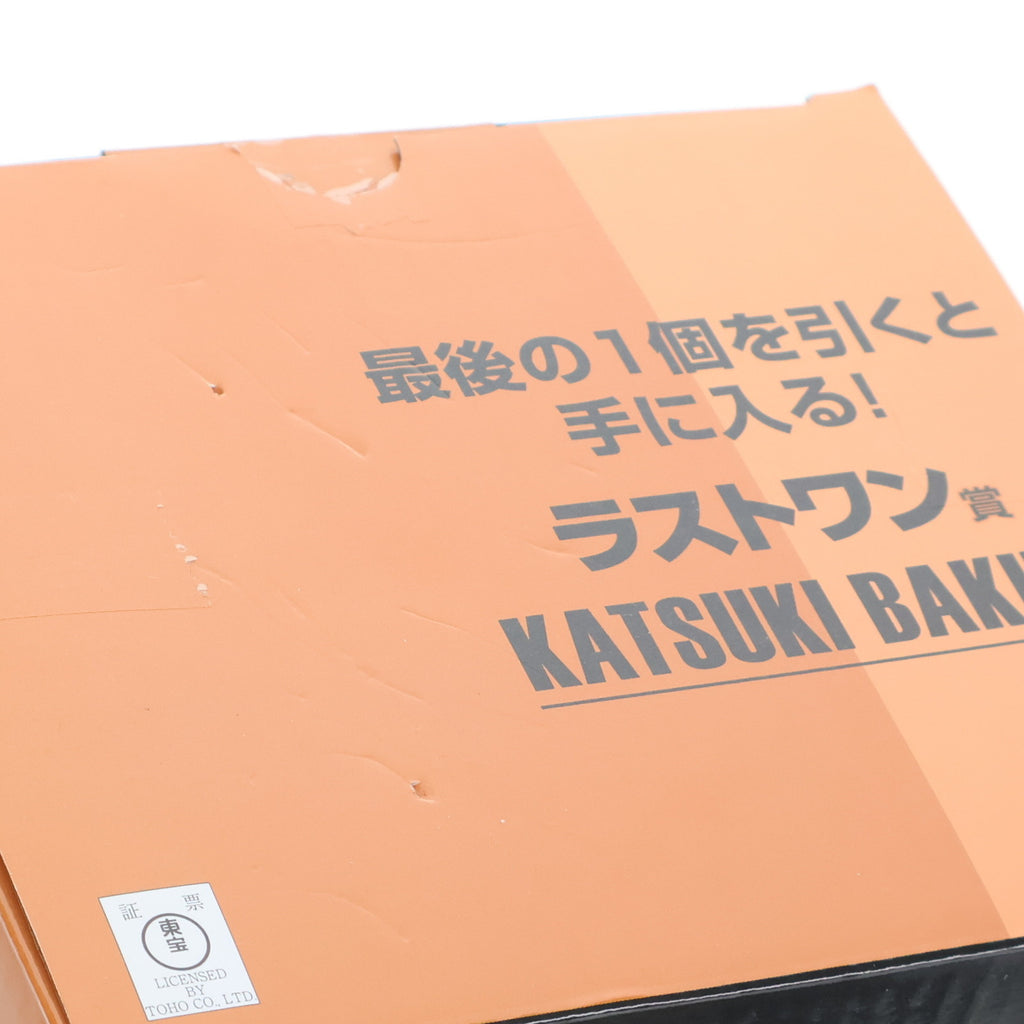 最後の1個を引くと
手に入る!
ラストワン賞
KATSUKI BAKU
証 票
東宝
LICENSED
BY
TOHO CO., LTD.